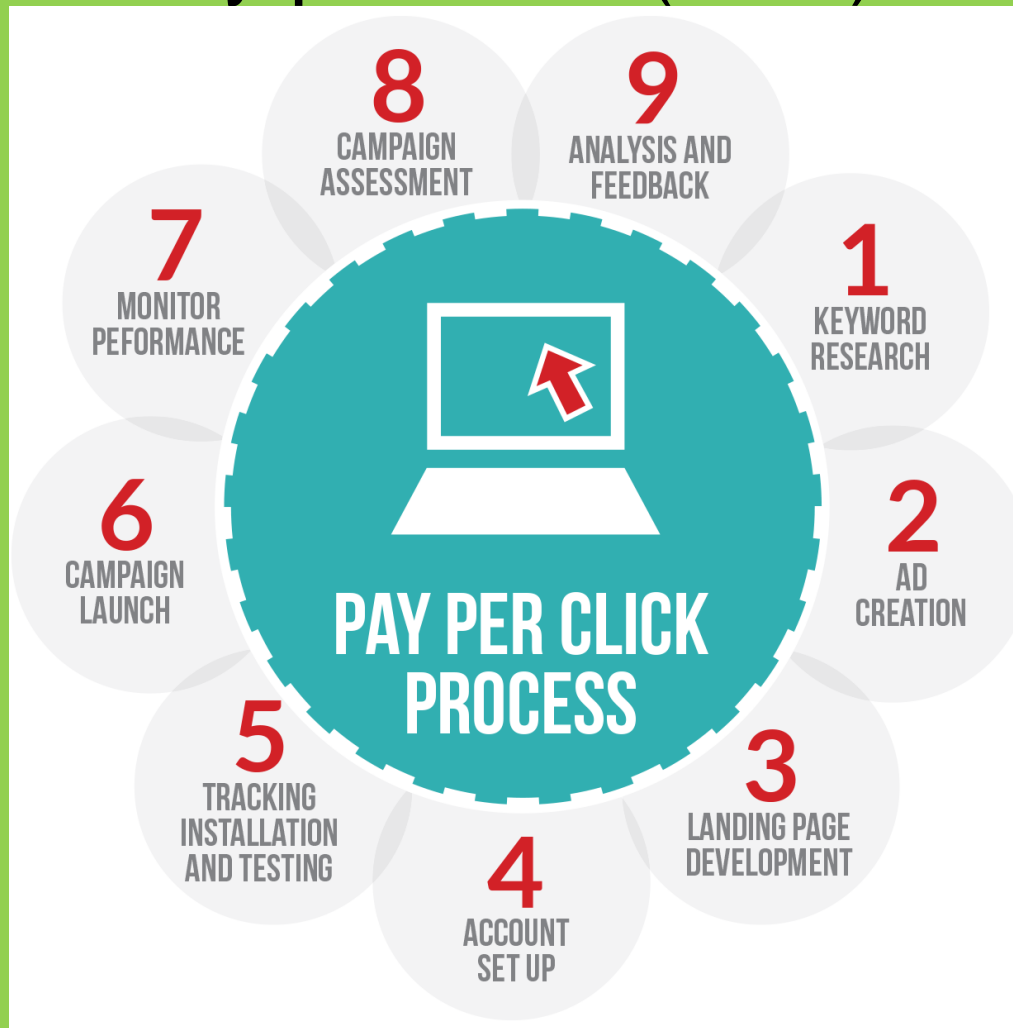 PAY PER CLICK
PROCESS
1
KEYWORD
RESEARCH
2
AD
CREATION
3
LANDING PAGE
DEVELOPMENT
4
ACCOUNT
SET UP
5
TRACKING
INSTALLATION
AND TESTING
6
CAMPAIGN
LAUNCH
7
MONITOR
PEFORMANCE
8
CAMPAIGN
ASSESSMENT
9
ANALYSIS AND
FEEDBACK